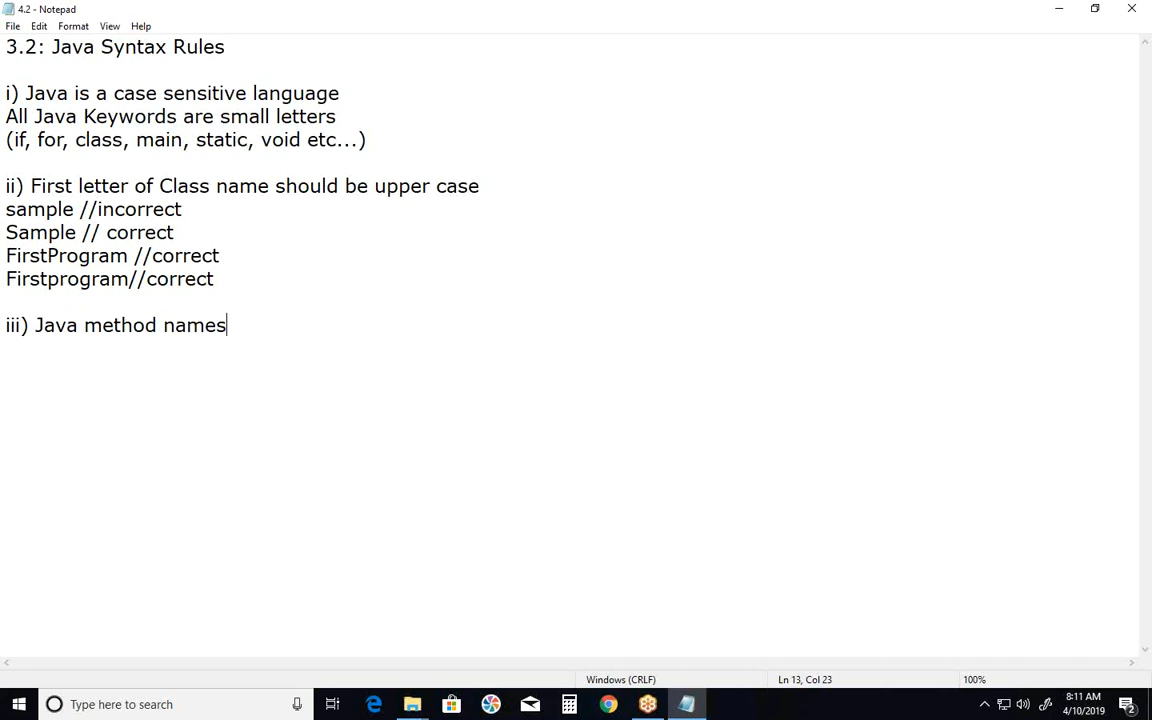 4.2 - Notepad
File Edit Format View Help
3.2: Java Syntax Rules
i) Java is a case sensitive language
All Java Keywords are small letters
(if, for, class, main, static, void etc...)
ii) First letter of Class name should be upper case
sample //incorrect
Sample // correct
FirstProgram //correct
Firstprogram//correct
iii) Java method names
Windows (CRLF) Ln 13, Col 23 100%
Type here to search
8:11 AM
4/10/2019
2